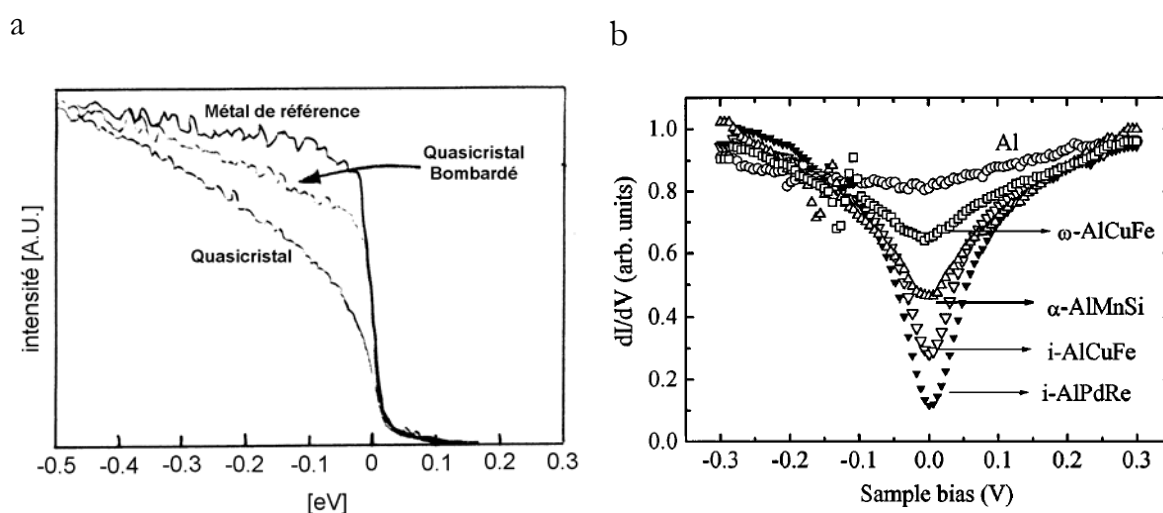 a
b
Métal de référence
Quasicristal
Bombardé
Quasicristal
intensité [A.U.]
-0.5 -0.4 -0.3 -0.2 -0.1 0 0.1 0.2 0.3
[eV]
1.0
0.8
0.6
0.4
0.2
0.0
dI/dV (arb. units)
Al
ω-AlCuFe
α-AlMnSi
i-AlCuFe
i-AlPdRe
-0.3 -0.2 -0.1 0.0 0.1 0.2 0.3
Sample bias (V)